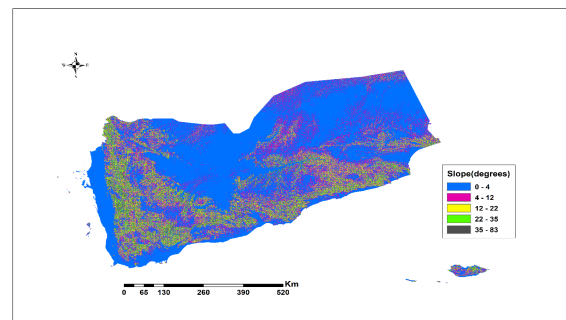 N
W E
S
Slope(degrees)
0 - 4
4 - 12
12 - 22
22 - 35
35 - 83
Km
0 65 130 260 390 520